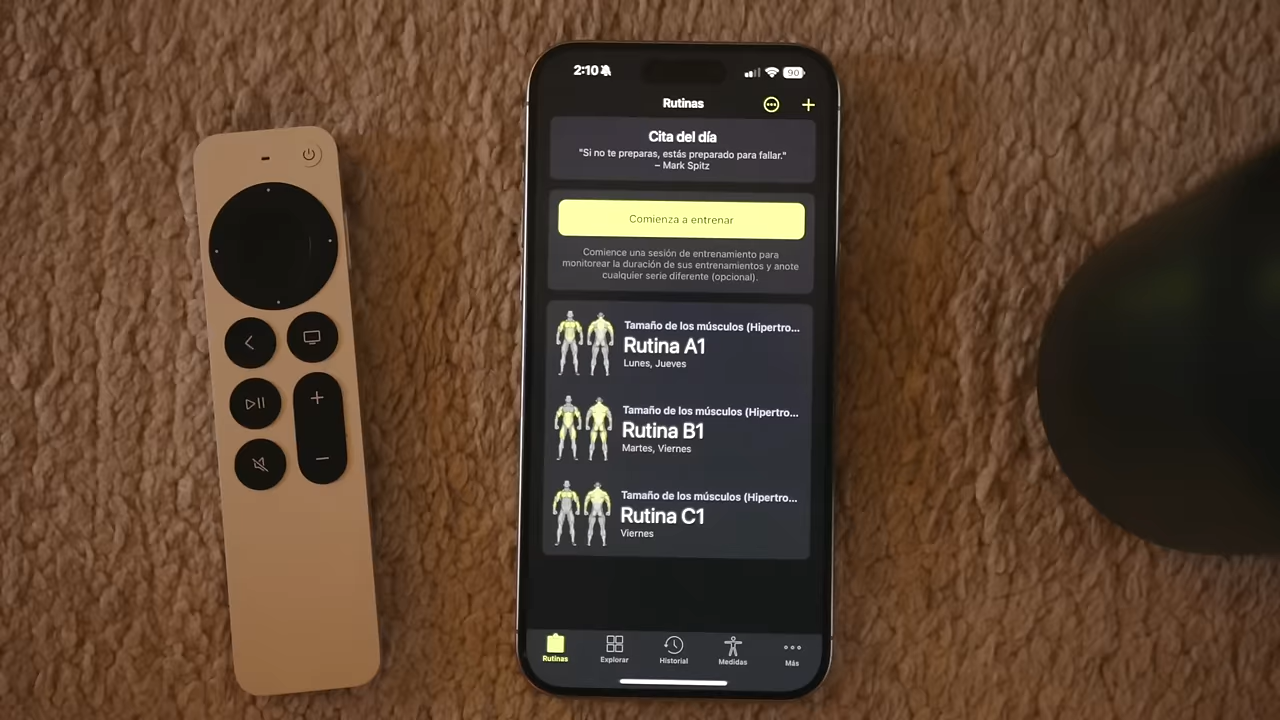 2:10
90
Rutinas
Cita del día
"Si no te preparas, estás preparado para fallar."
– Mark Spitz
Comienza a entrenar
Comience una sesión de entrenamiento para
monitorear la duración de sus entrenamientos y anote
cualquier serie diferente (opcional).
Tamaño de los músculos (Hipertro...
Rutina A1
Lunes, Jueves
Tamaño de los músculos (Hipertro...
Rutina B1
Martes, Viernes
Tamaño de los músculos (Hipertro...
Rutina C1
Viernes
Rutinas
Explorar
Historial
Medidas
Más